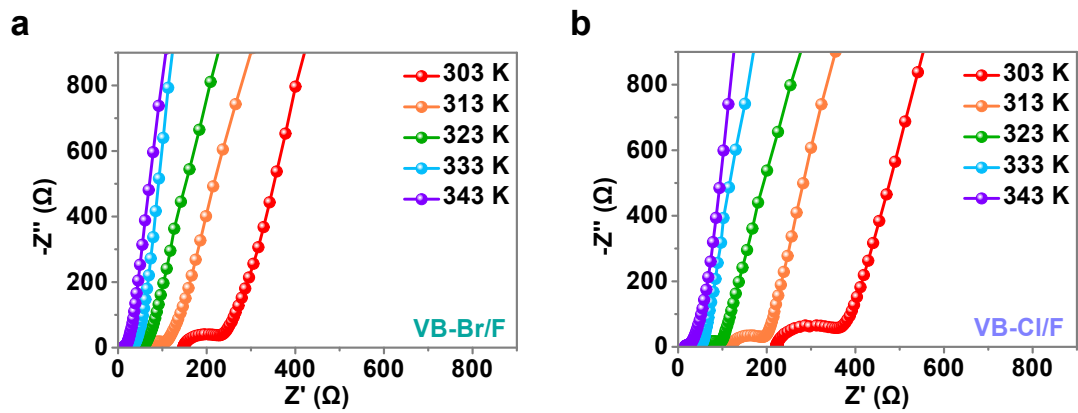 a
800
600
400
200
0
-Z'' (Ω)
303 K
313 K
323 K
333 K
343 K
VB-Br/F
0 200 400 600 800
Z' (Ω)
b
800
600
400
200
0
-Z'' (Ω)
303 K
313 K
323 K
333 K
343 K
VB-Cl/F
0 200 400 600 800
Z' (Ω)